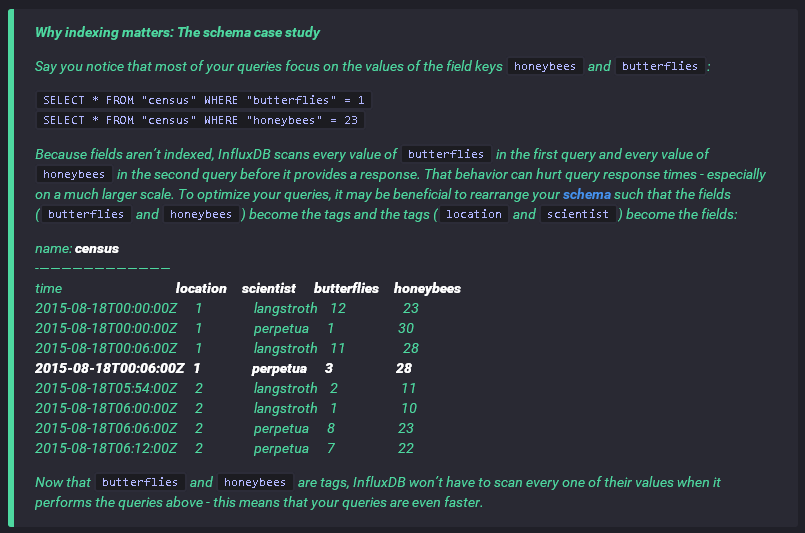 Why indexing matters: The schema case study
Say you notice that most of your queries focus on the values of the field keys honeybees and butterflies :
SELECT * FROM "census" WHERE "butterflies" = 1
SELECT * FROM "census" WHERE "honeybees" = 23
Because fields aren't indexed, InfluxDB scans every value of butterflies in the first query and every value of
honeybees in the second query before it provides a response. That behavior can hurt query response times - especially
on a much larger scale. To optimize your queries, it may be beneficial to rearrange your schema such that the fields
( butterflies and honeybees ) become the tags and the tags ( location and scientist ) become the fields:
name: census
-——————————————
time location scientist butterflies honeybees
2015-08-18T00:00:00Z 1 langstroth 12 23
2015-08-18T00:00:00Z 1 perpetua 1 30
2015-08-18T00:06:00Z 1 langstroth 11 28
2015-08-18T00:06:00Z 1 perpetua 3 28
2015-08-18T05:54:00Z 2 langstroth 2 11
2015-08-18T06:00:00Z 2 langstroth 1 10
2015-08-18T06:06:00Z 2 perpetua 8 23
2015-08-18T06:12:00Z 2 perpetua 7 22
Now that butterflies and honeybees are tags, InfluxDB won't have to scan every one of their values when it
performs the queries above - this means that your queries are even faster.